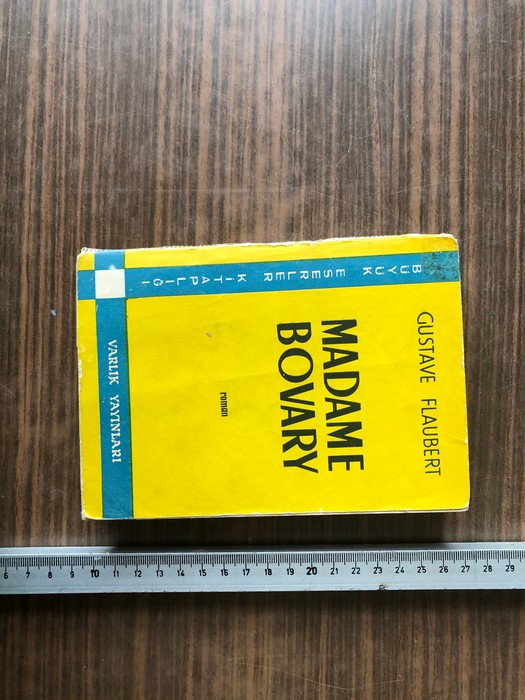 GUSTAVE FLAUBERT
MADAME
BOVARY
roman
BÜYÜK ESERLER KİTAPLIĞI
VARLIK YAYINLARI
6 7 8 9 10 11 12 13 14 15 16 17 18 19 20 21 22 23 24 25 26 27 28 29